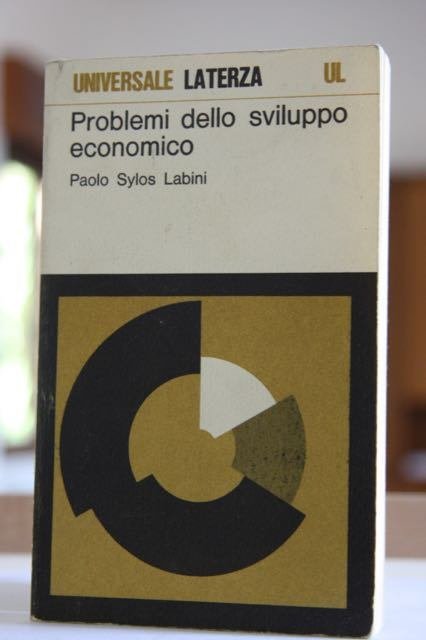 UNIVERSALE LATERZA UL
Problemi dello sviluppo
economico
Paolo Sylos Labini